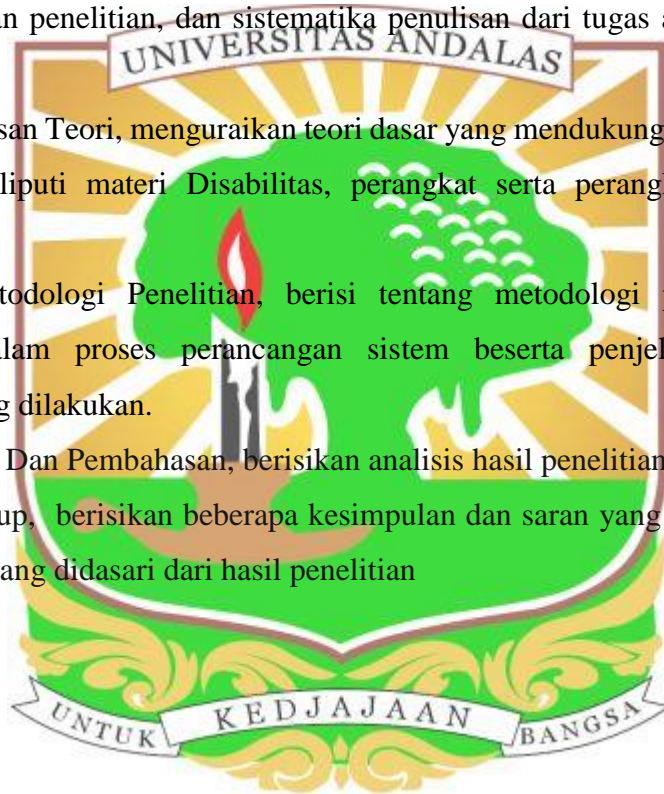 an penelitian, dan sistematika penulisan dari tugas a
UNIVERSITAS ANDALAS
san Teori, menguraikan teori dasar yang mendukung
liputi materi Disabilitas, perangkat serta perangk
todologi Penelitian, berisi tentang metodologi p
alam proses perancangan sistem beserta penjel
g dilakukan.
Dan Pembahasan, berisikan analisis hasil penelitian
up, berisikan beberapa kesimpulan dan saran yang
ang didasari dari hasil penelitian
UNTUK KEDJAJAAN BANGSA